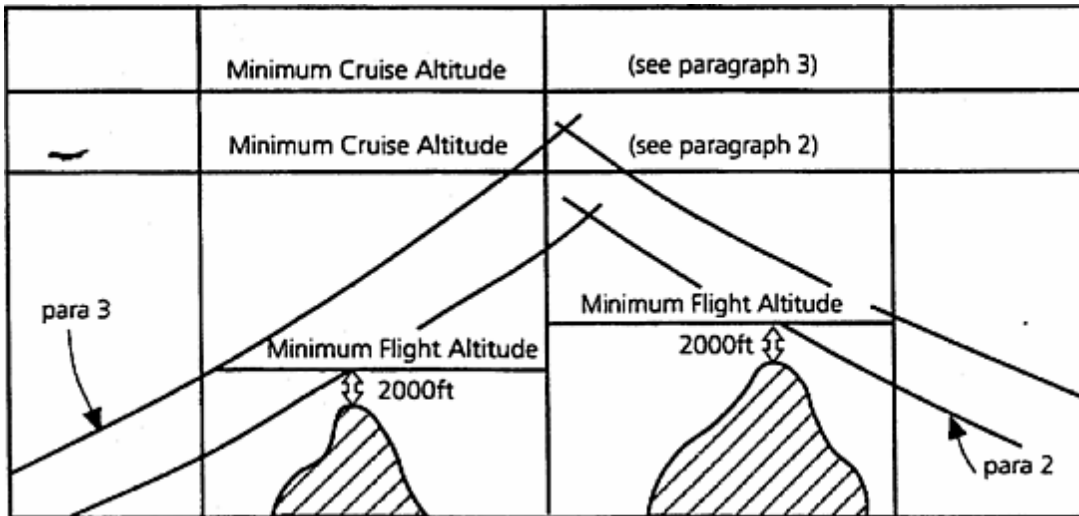 Minimum Cruise Altitude (see paragraph 3)
Minimum Cruise Altitude (see paragraph 2)
para 3
Minimum Flight Altitude
2000ft
Minimum Flight Altitude
2000ft
para 2